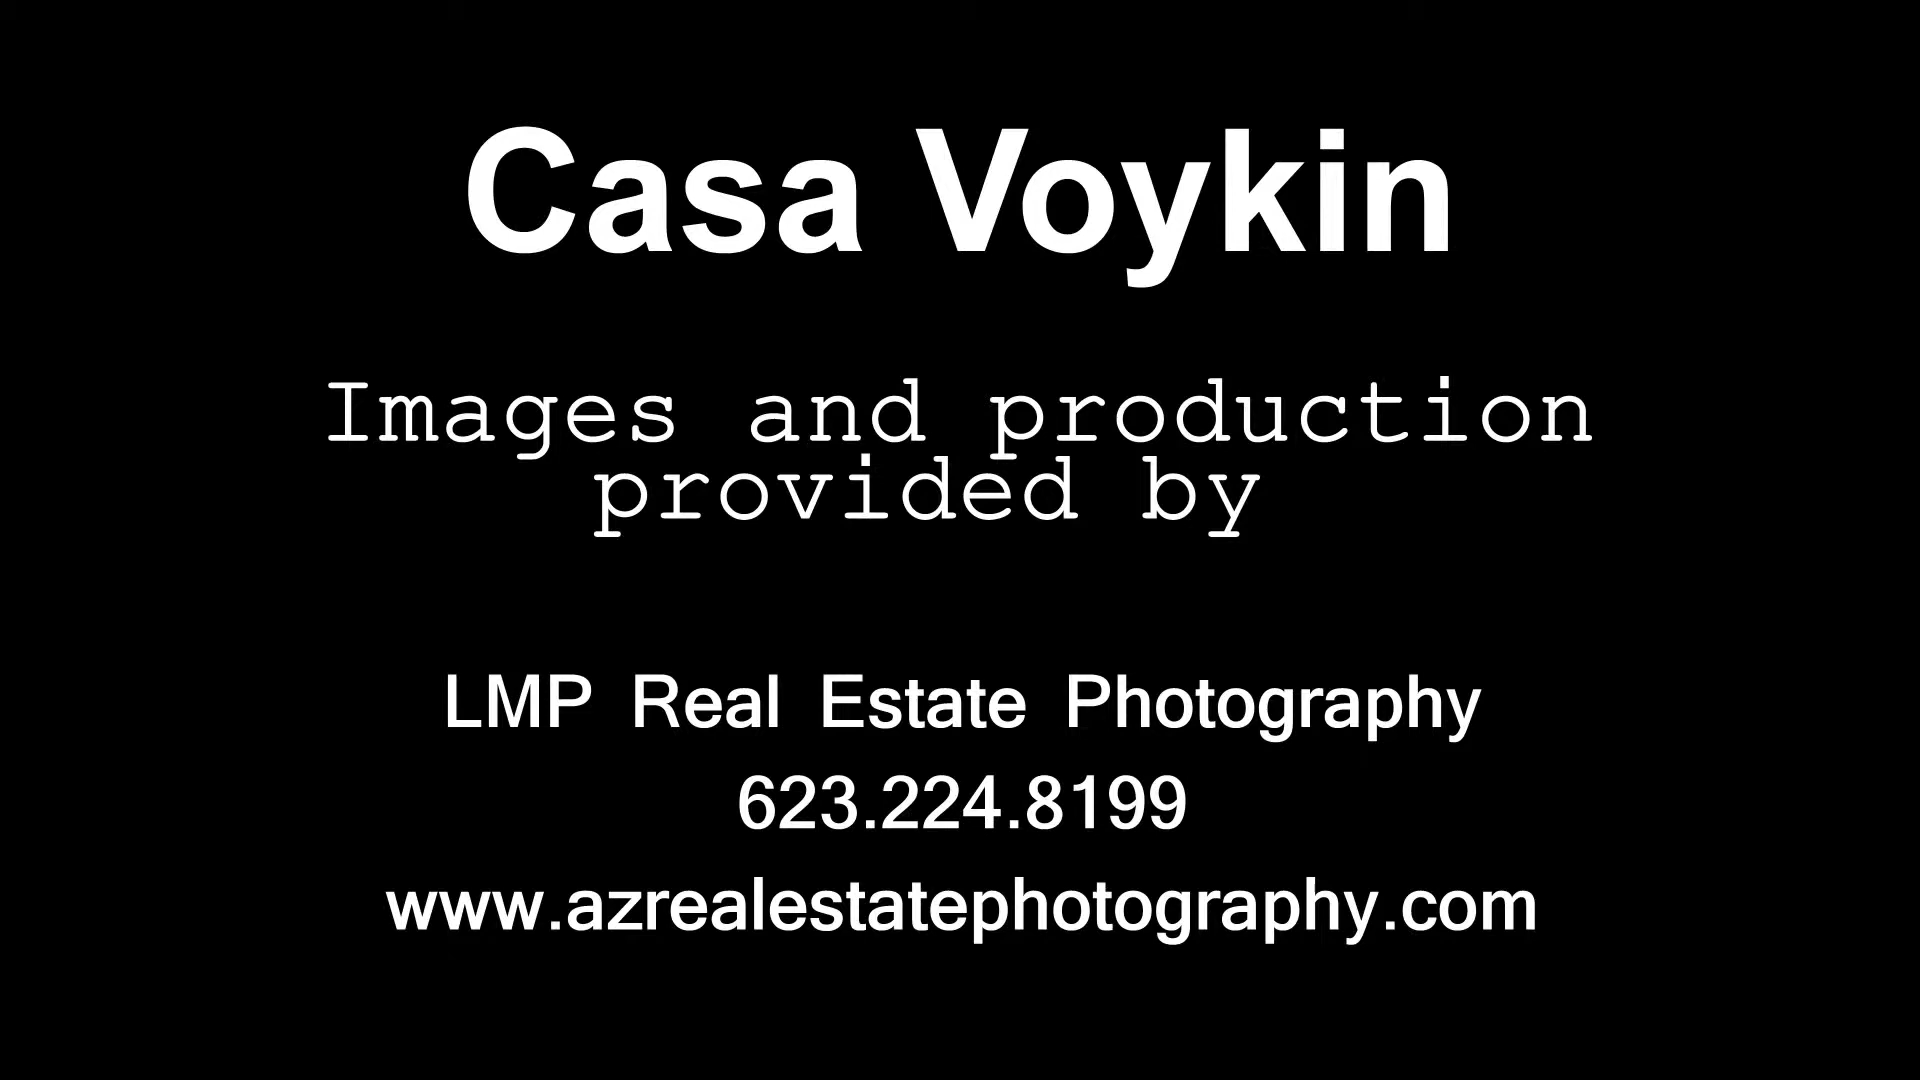 Casa Voykin
Images and production
provided by
LMP Real Estate Photography
623.224.8199
www.azrealestatephotography.com